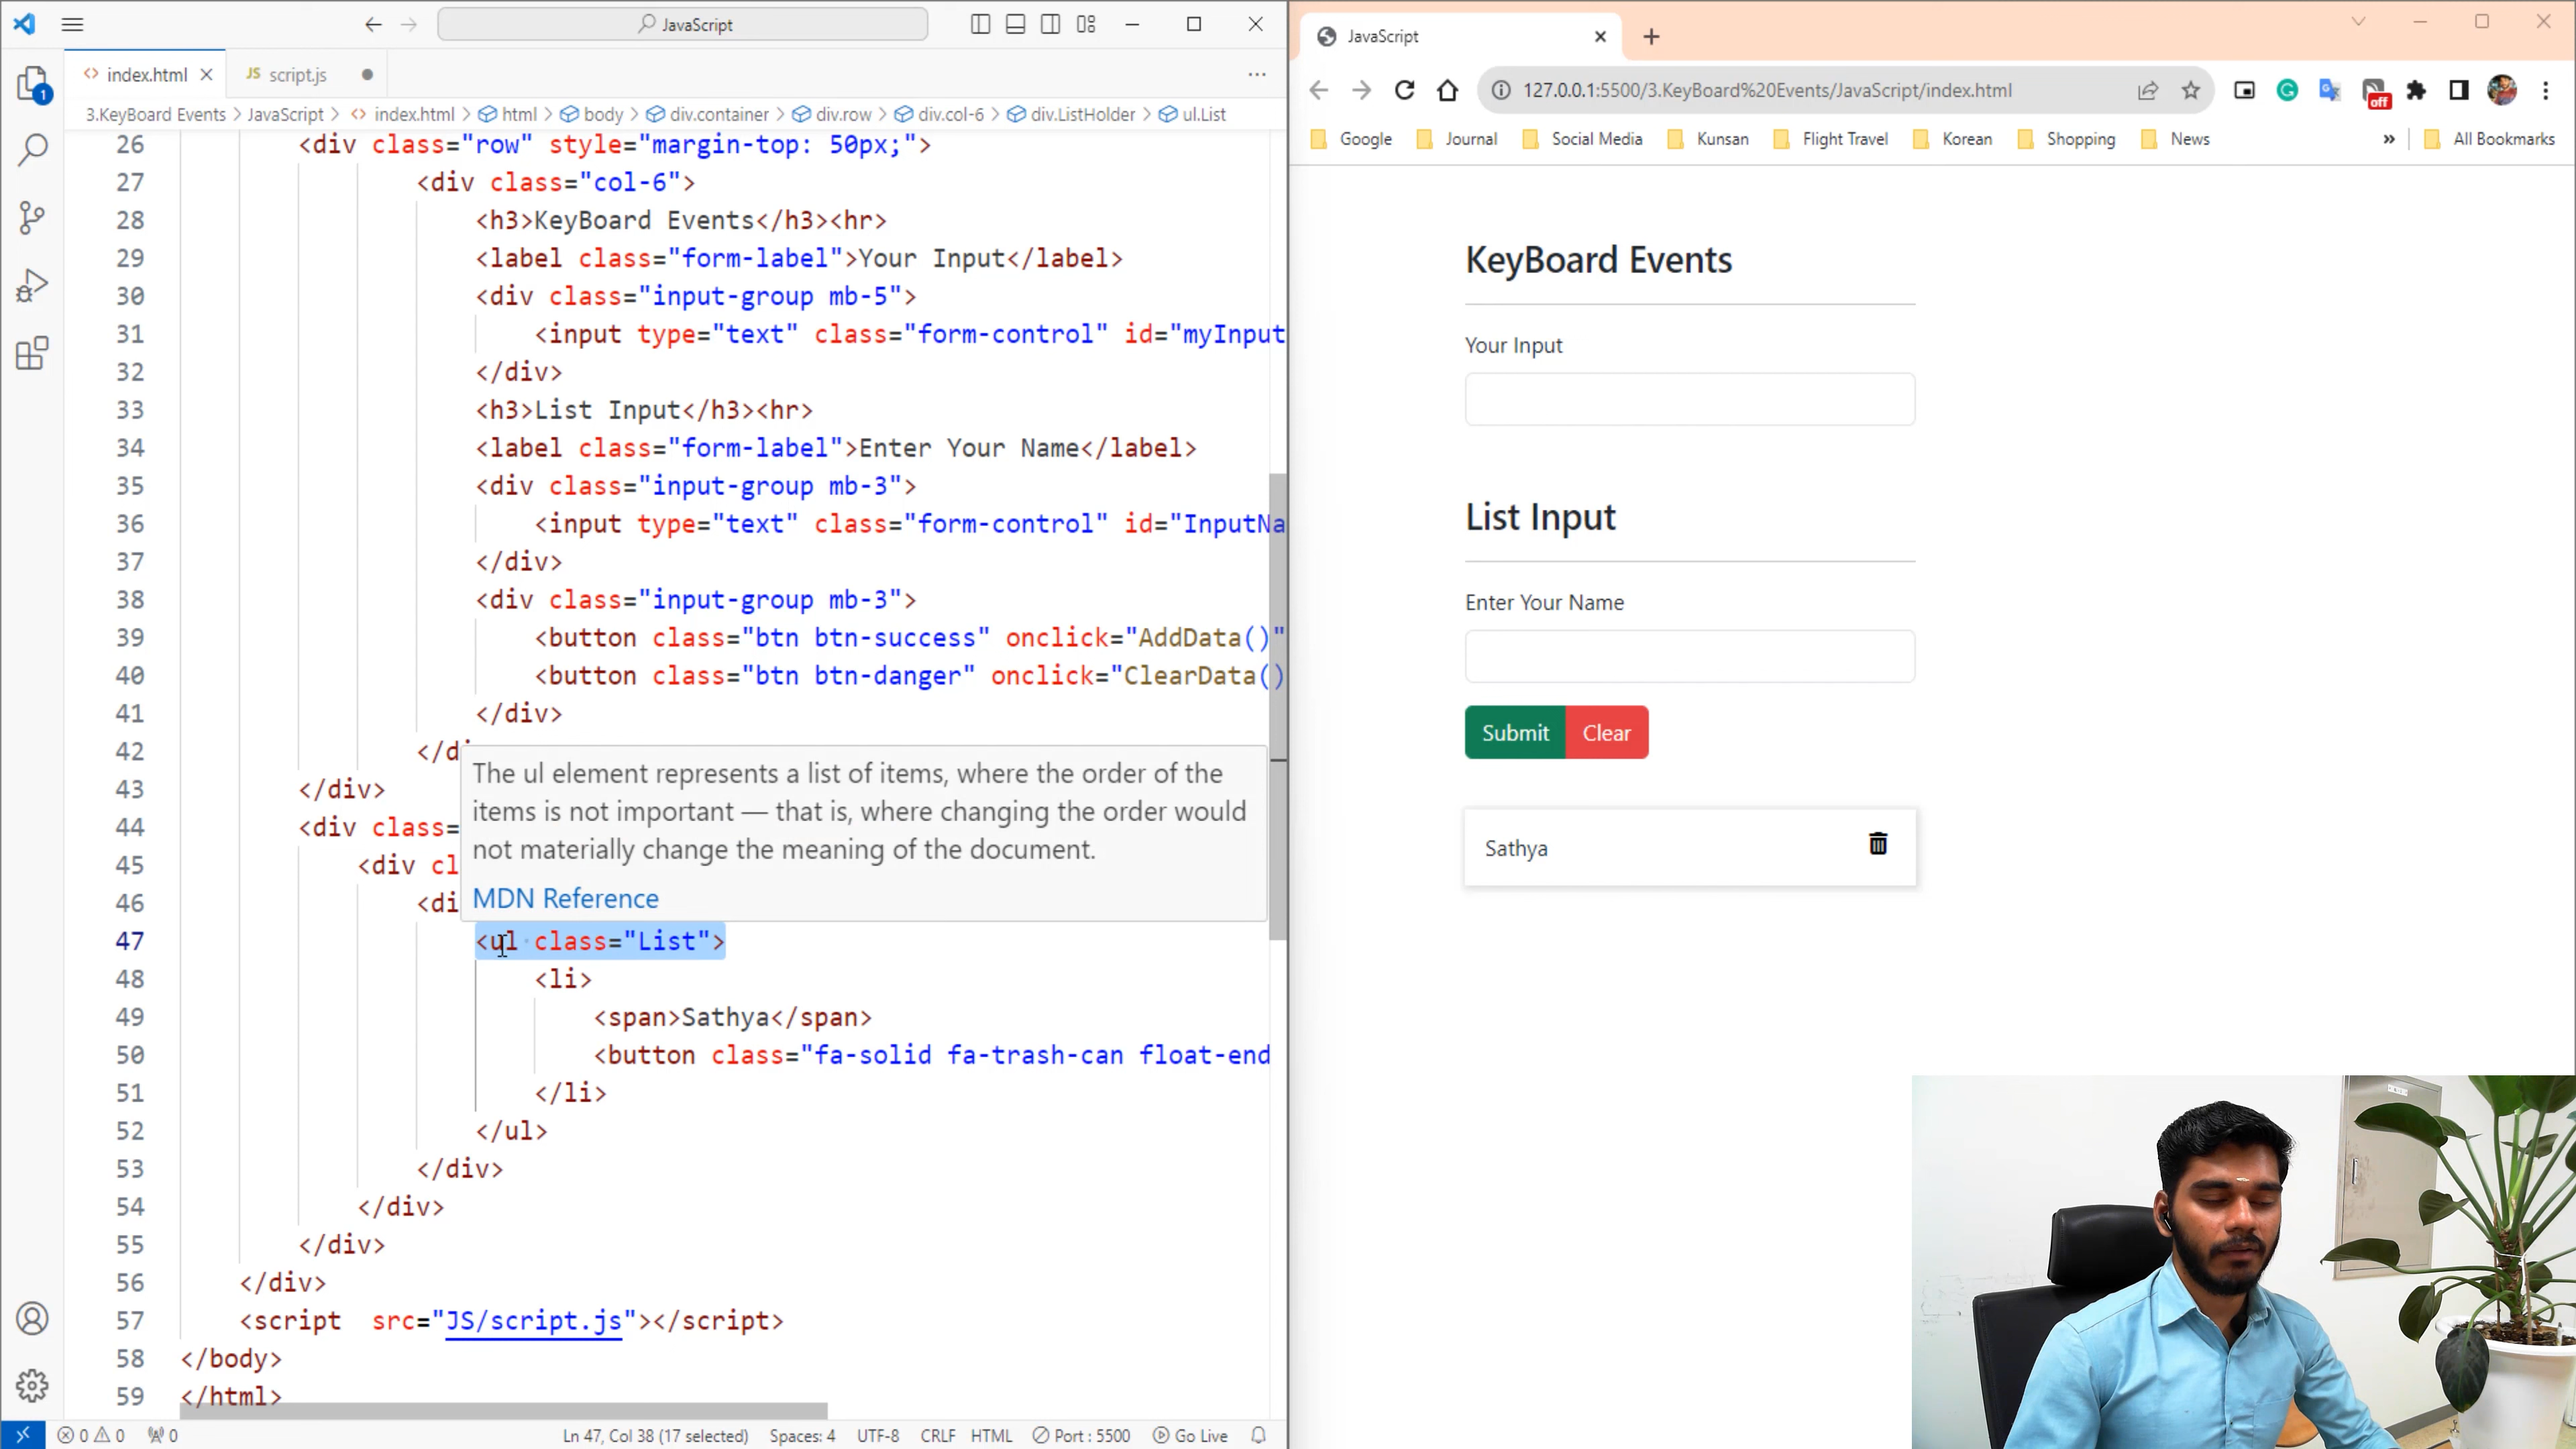 JavaScript
index.html
JS script.js
3.KeyBoard Events > JavaScript > index.html > html > body > div.container > div.row > div.col-6 > div.ListHolder > ul.List
26 <div class="row" style="margin-top: 50px;">
27 <div class="col-6">
28 <h3>KeyBoard Events</h3><hr>
29 <label class="form-label">Your Input</label>
30 <div class="input-group mb-5">
31 <input type="text" class="form-control" id="myInput
32 </div>
33 <h3>List Input</h3><hr>
34 <label class="form-label">Enter Your Name</label>
35 <div class="input-group mb-3">
36 <input type="text" class="form-control" id="InputNa
37 </div>
38 <div class="input-group mb-3">
39 <button class="btn btn-success" onclick="AddData()"
40 <button class="btn btn-danger" onclick="ClearData()
41 </div>
42 </di
43 </div>
44 <div class=
45 <div cl
46 <di
The ul element represents a list of items, where the order of the
items is not important — that is, where changing the order would
not materially change the meaning of the document.
MDN Reference
47 <ul class="List">
48 <li>
49 <span>Sathya</span>
50 <button class="fa-solid fa-trash-can float-end
51 </li>
52 </ul>
53 </div>
54 </div>
55 </div>
56 </div>
57 <script src="JS/script.js"></script>
58 </body>
59 </html>
1
0 0 0 Ln 47, Col 38 (17 selected) Spaces: 4 UTF-8 CRLF HTML Port : 5500 Go Live
JavaScript
127.0.0.1:5500/3.KeyBoard%20Events/JavaScript/index.html
off
Google Journal Social Media Kunsan Flight Travel Korean Shopping News » All Bookmarks
KeyBoard Events
Your Input
List Input
Enter Your Name
Submit Clear
Sathya